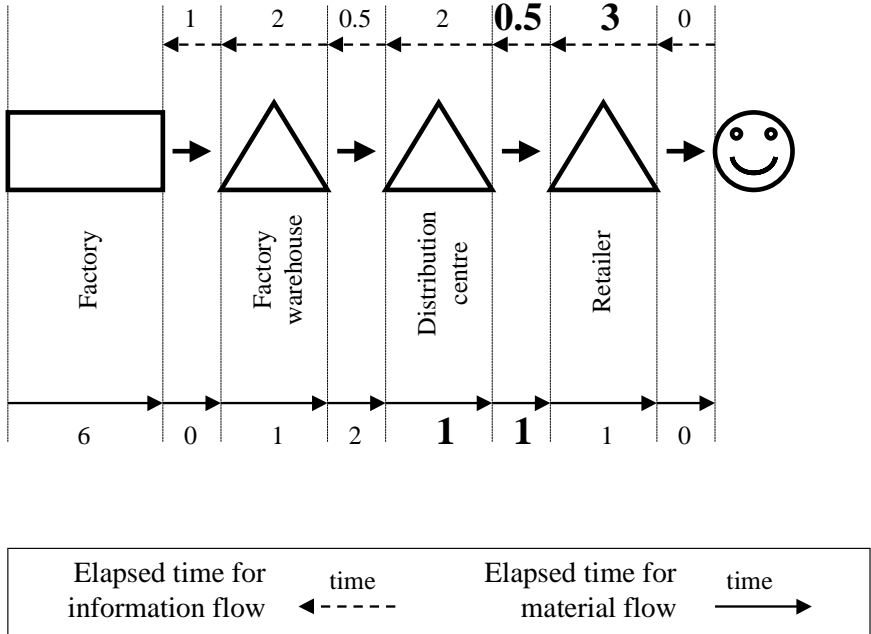 1 2 0.5 2 0.5 3 0
Factory
Factory
warehouse
Distribution
centre
Retailer
6 0 1 2 1 1 1 0
Elapsed time for
information flow
time
Elapsed time for
material flow
time